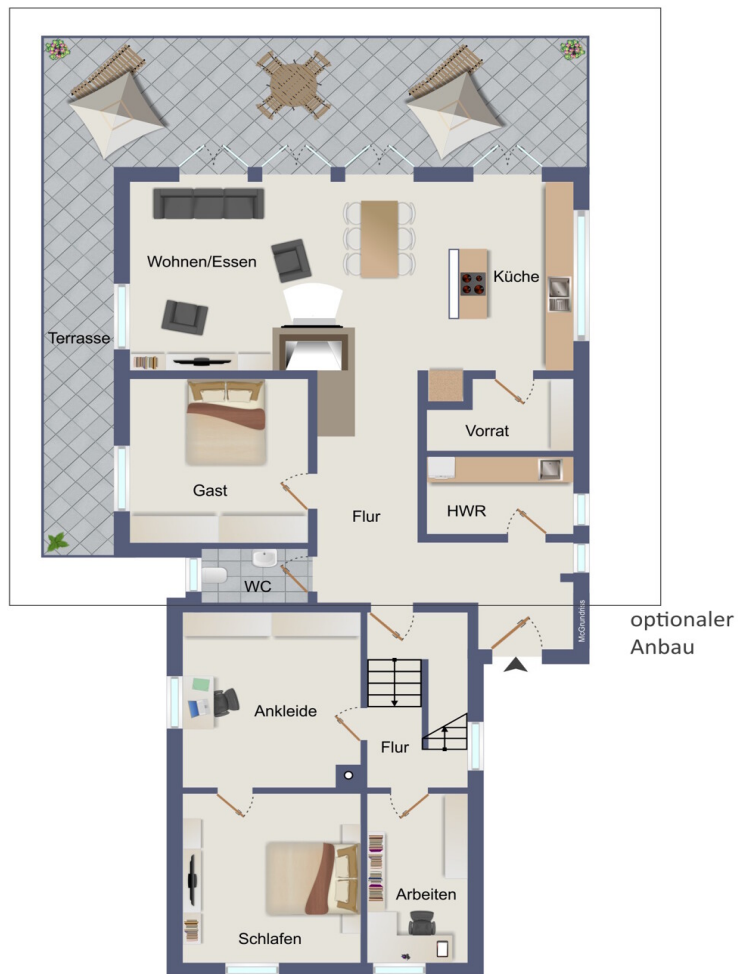 Wohnen/Essen
Küche
Terrasse
Vorrat
Gast
HWR
Flur
WC
McGrundriss
optionaler
Anbau
Ankleide
Flur
Arbeiten
Schlafen